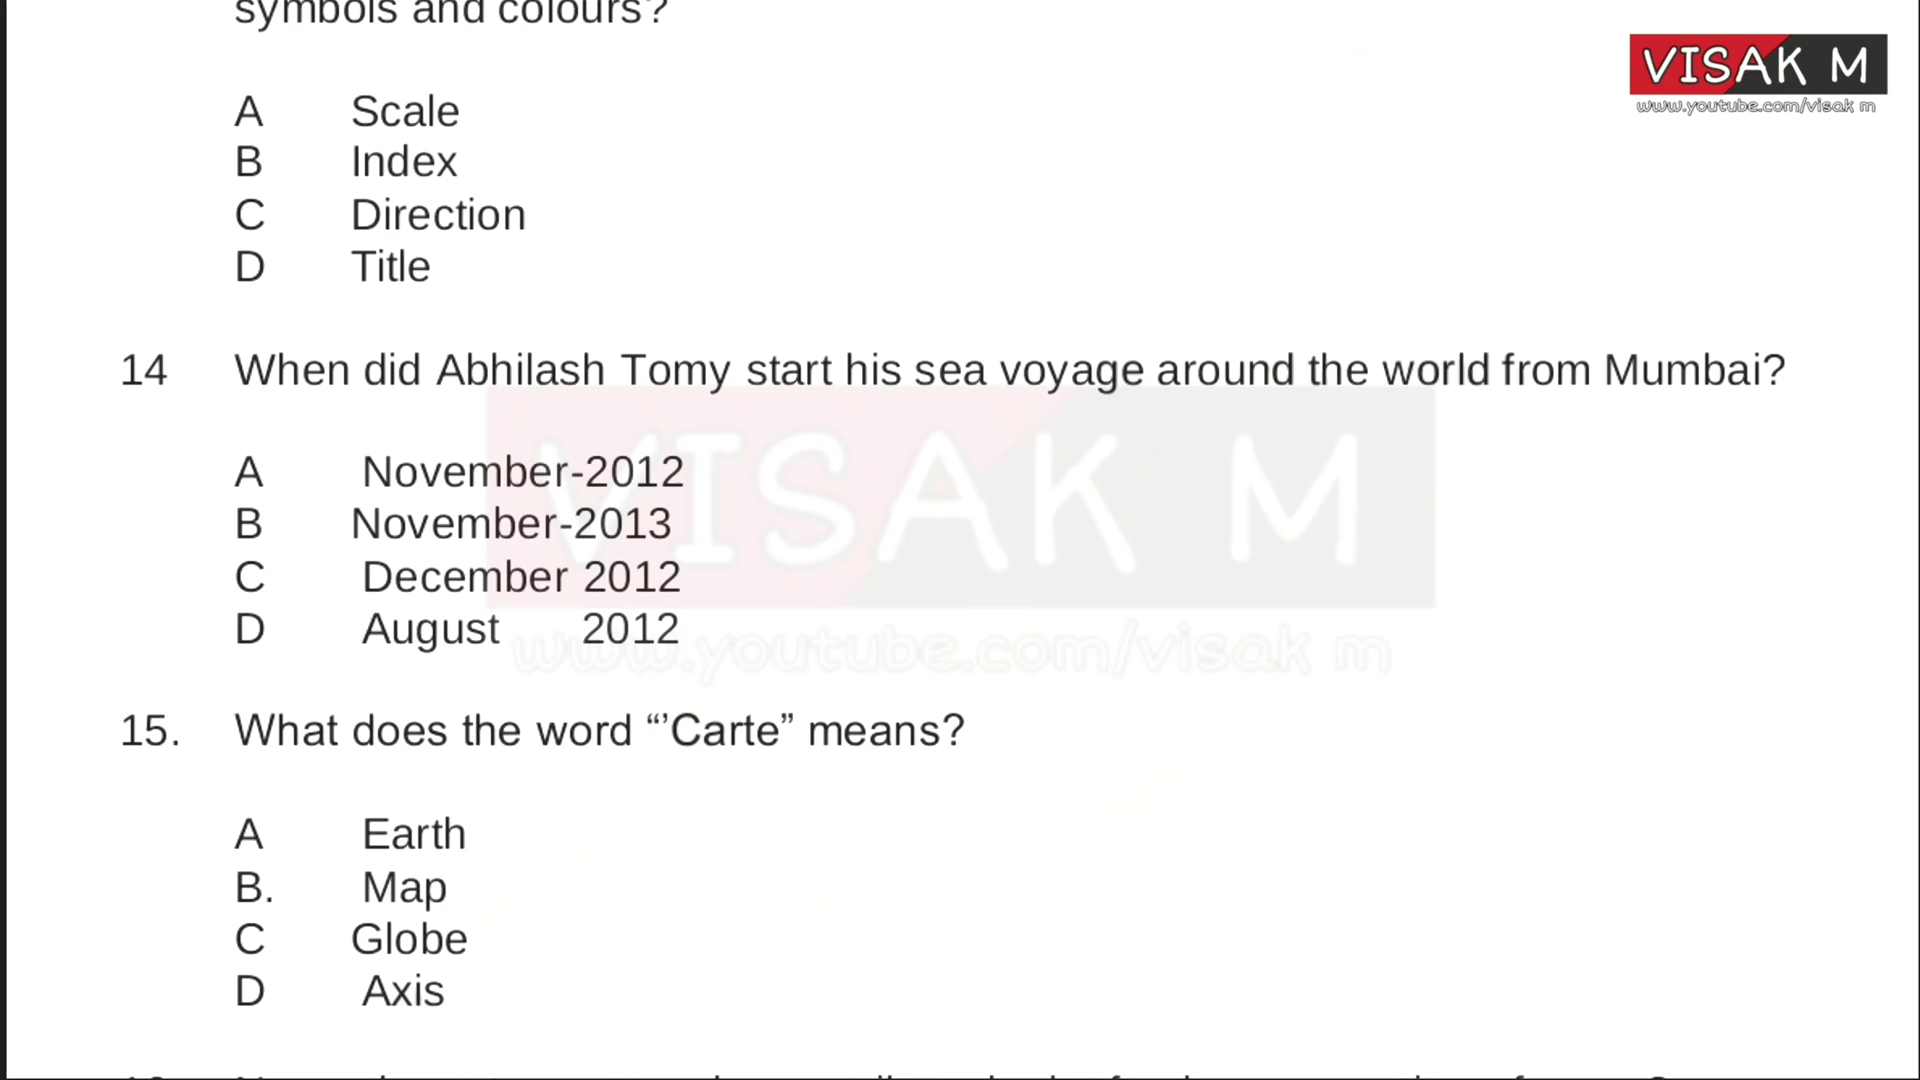 symbols and colours?
VISAK M
www.youtube.com/visak m
A Scale
B Index
C Direction
D Title
14 When did Abhilash Tomy start his sea voyage around the world from Mumbai?
A November-2012
B November-2013
C December 2012
D August 2012
VISAK M
www.youtube.com/visak m
15. What does the word “’Carte” means?
A Earth
B. Map
C Globe
D Axis